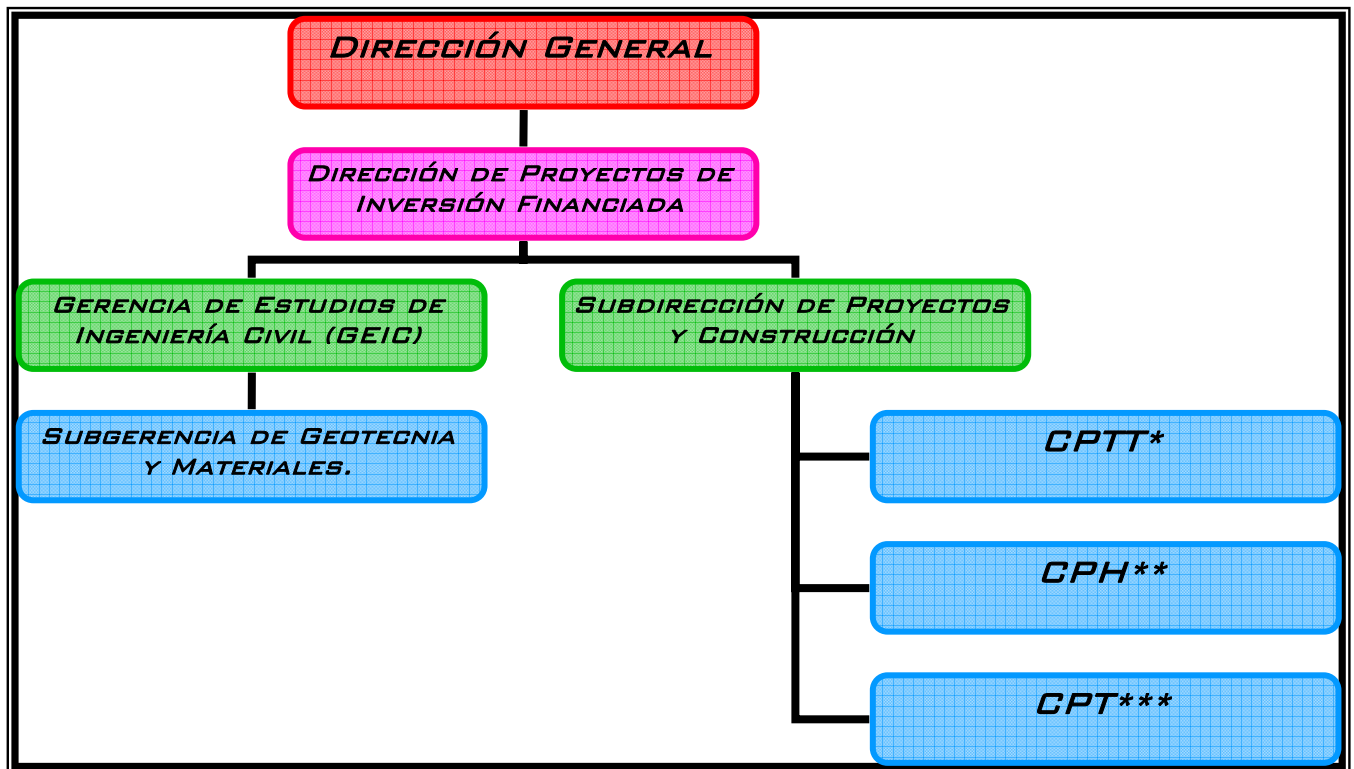 Dirección General
Dirección de Proyectos de
Inversión Financiada
Gerencia de Estudios de
Ingeniería Civil (GEIC)
Subdirección de Proyectos
y Construcción
Subgerencia de Geotecnia
y Materiales.
CPTT*
CPH**
CPT***